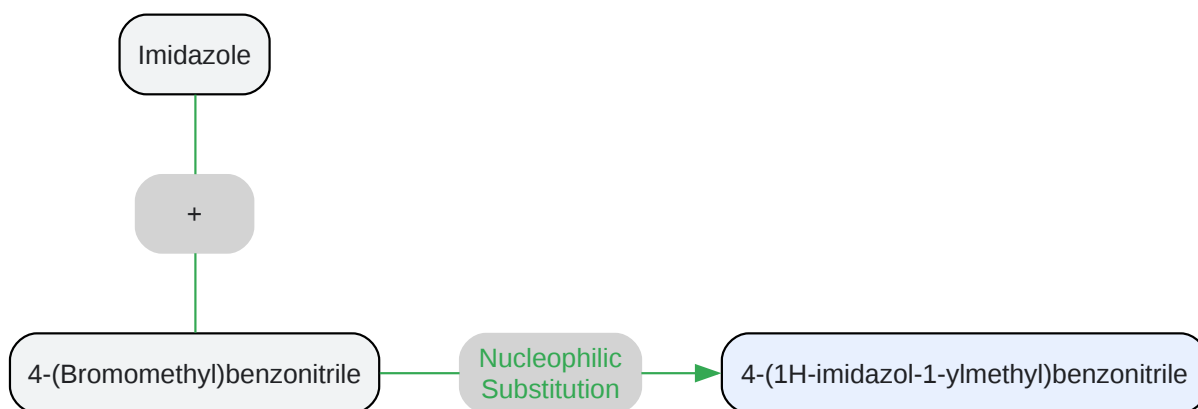 Imidazole
+
4-(Bromomethyl)benzonitrile
Nucleophilic
Substitution
4-(1H-imidazol-1-ylmethyl)benzonitrile